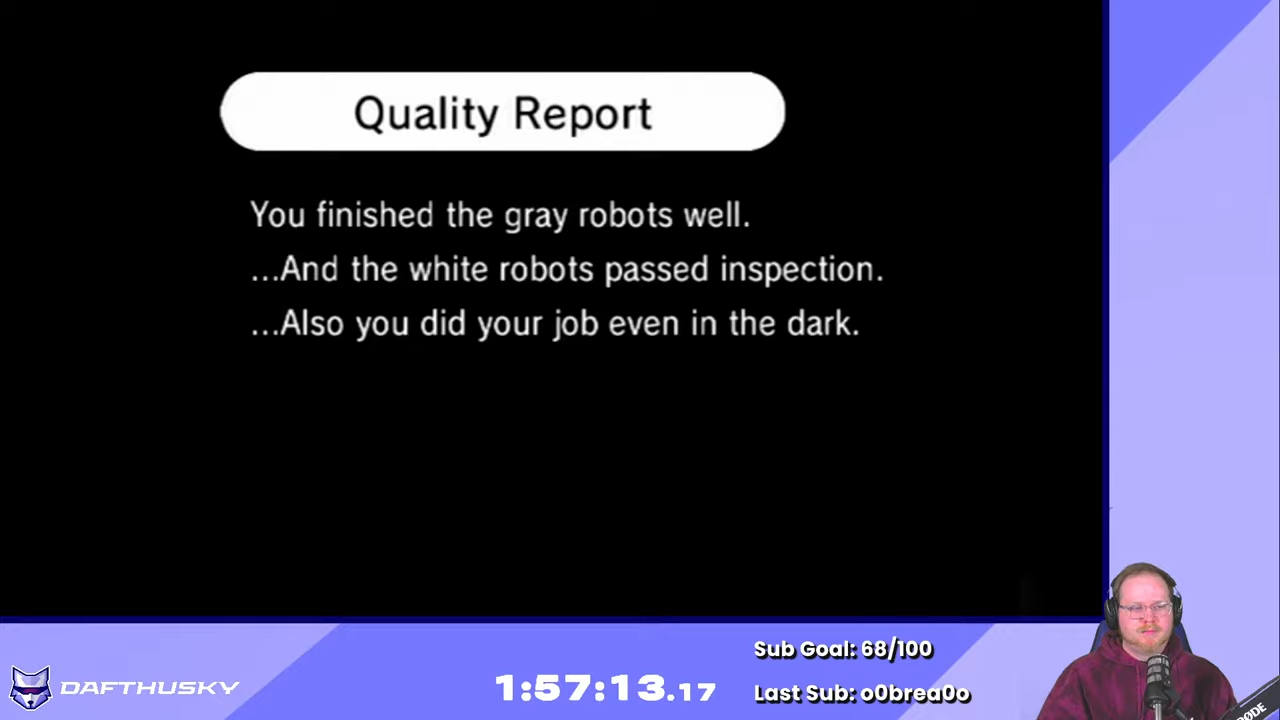 Quality Report
You finished the gray robots well.
...And the white robots passed inspection.
...Also you did your job even in the dark.
Sub Goal: 68/100
DAFTHUSKY
1:57:13.17
Last Sub: o0brea0o